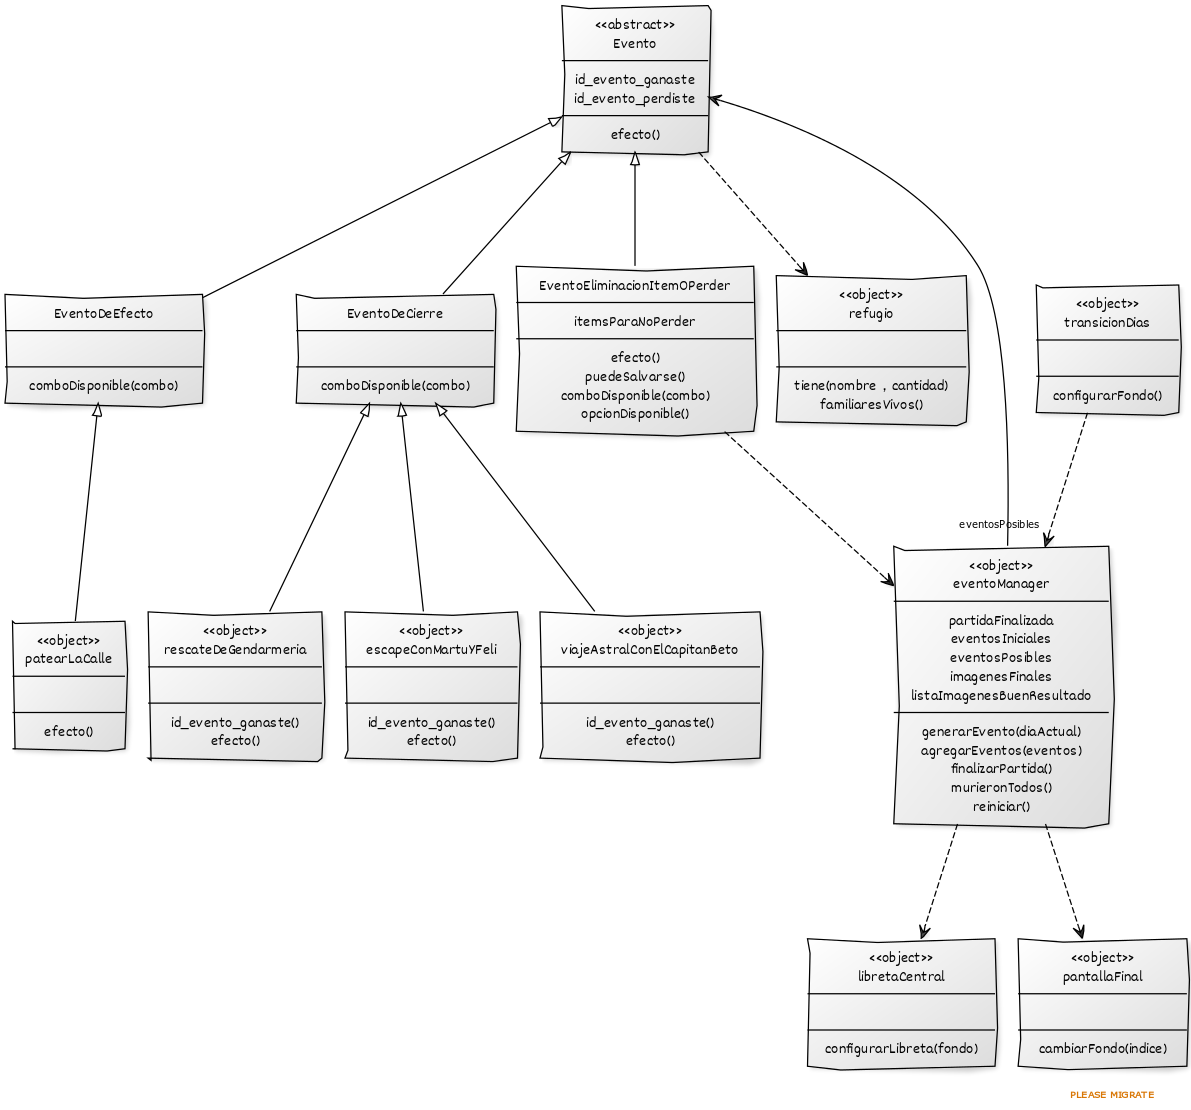 <<abstract>>
Evento
id_evento_ganaste
id_evento_perdiste
efecto()
EventoDeEfecto
comboDisponible(combo)
EventoDeCierre
comboDisponible(combo)
EventoEliminacionItemOPerder
itemsParaNoPerder
efecto()
puedeSalvarse()
comboDisponible(combo)
opcionDisponible()
<<object>>
refugio
tiene(nombre , cantidad)
familiaresVivos()
<<object>>
transicionDias
configurarFondo()
eventosPosibles
<<object>>
eventoManager
partidaFinalizada
eventosIniciales
eventosPosibles
imagenesFinales
listaImagenesBuenResultado
generarEvento(diaActual)
agregarEventos(eventos)
finalizarPartida()
murieronTodos()
reiniciar()
<<object>>
patearLaCalle
efecto()
<<object>>
rescateDeGendarmeria
id_evento_ganaste()
efecto()
<<object>>
escapeConMartuYFeli
id_evento_ganaste()
efecto()
<<object>>
viajeAstralConElCapitanBeto
id_evento_ganaste()
efecto()
<<object>>
libretaCentral
configurarLibreta(fondo)
<<object>>
pantallaFinal
cambiarFondo(indice)
PLEASE MIGRATE